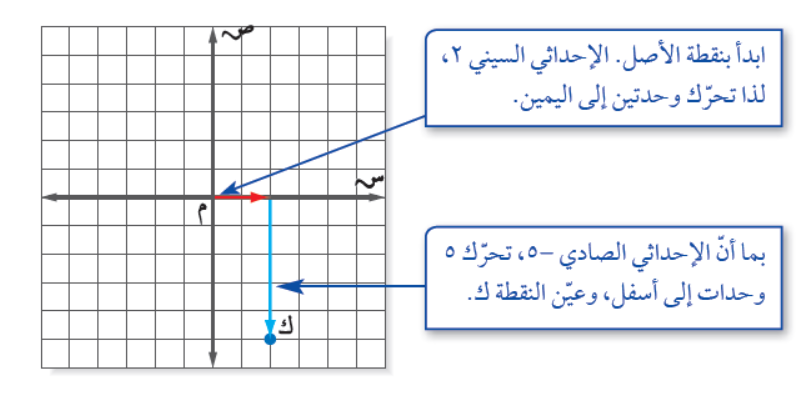 ص
ابدأ بنقطة الأصل. الإحداثي السيني ٢،
لذا تحرّك وحدتين إلى اليمين.
س
م
بما أنّ الإحداثي الصادي –٥، تحرّك ٥
وحدات إلى أسفل، وعيّن النقطة ك.
ك